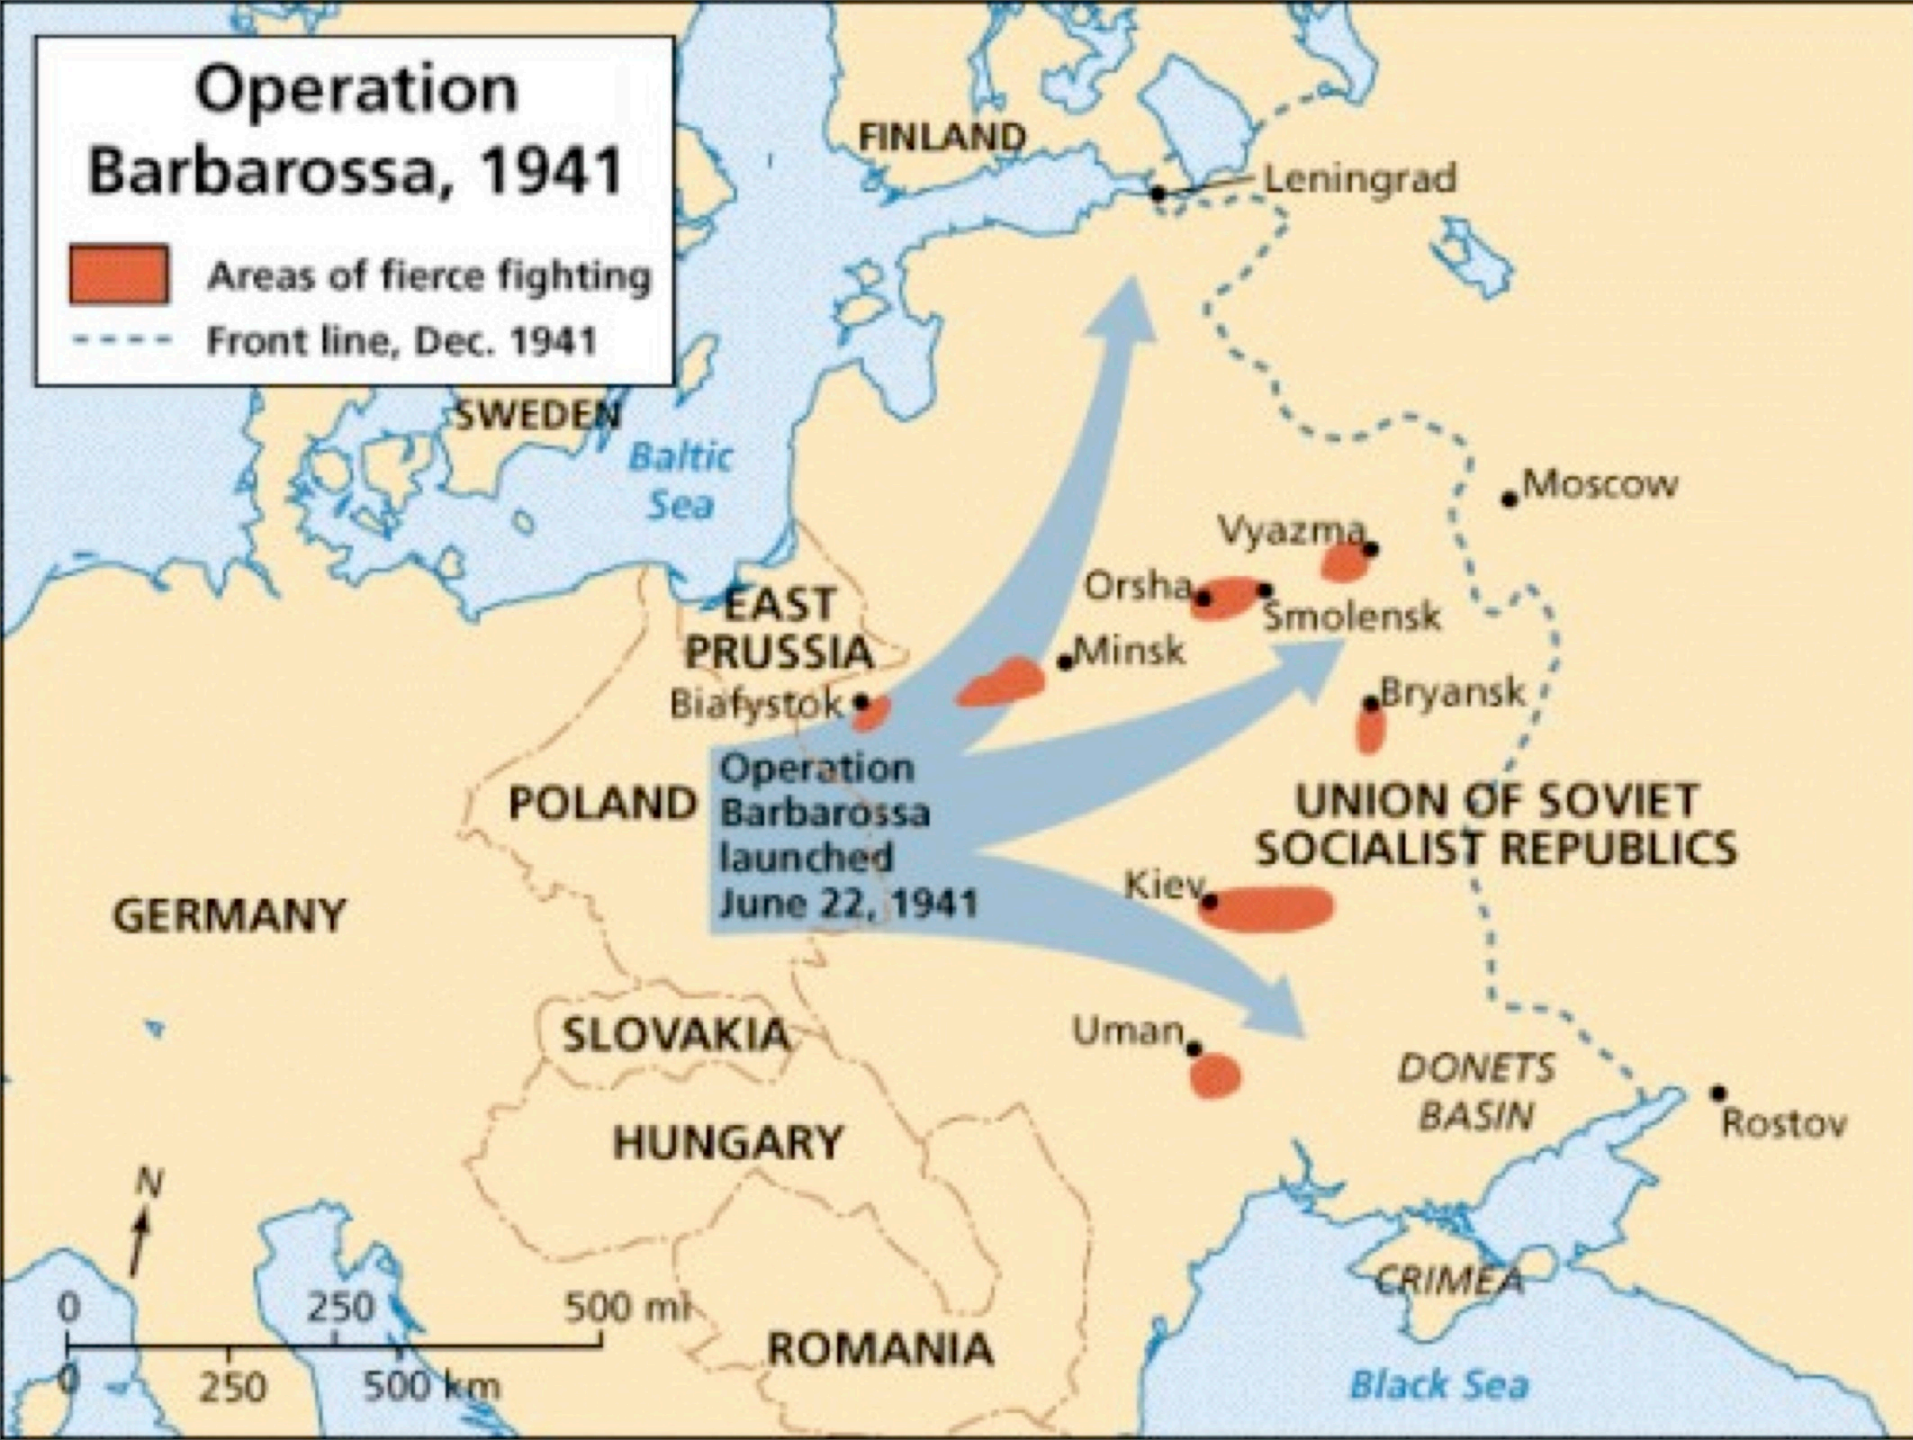 Operation
Barbarossa, 1941
Areas of fierce fighting
Front line, Dec. 1941
FINLAND
Leningrad
SWEDEN
Baltic
Sea
Moscow
Vyazma
Orsha
Smolensk
EAST
PRUSSIA
Minsk
Białystok
Bryansk
Operation
Barbarossa
launched
June 22, 1941
POLAND
UNION OF SOVIET
SOCIALIST REPUBLICS
Kiev
GERMANY
SLOVAKIA
Uman
DONETS
BASIN
Rostov
HUNGARY
N
CRIMEA
0 250 500 mi
0 250 500 km
ROMANIA
Black Sea